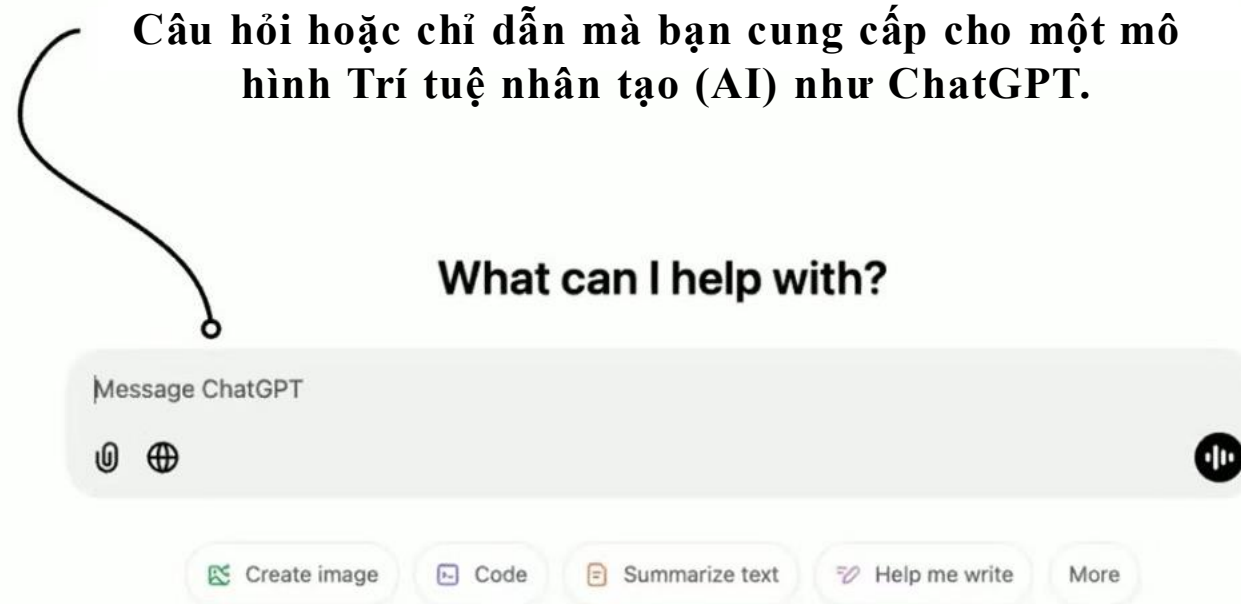 Câu hỏi hoặc chỉ dẫn mà bạn cung cấp cho một mô
hình Trí tuệ nhân tạo (AI) như ChatGPT.
What can I help with?
Message ChatGPT
Create image
Code
Summarize text
Help me write
More